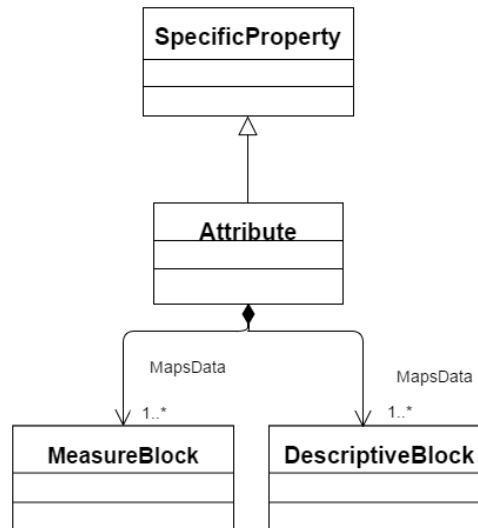 SpecificProperty
Attribute
MapsData
MapsData
1..*
1..*
MeasureBlock
DescriptiveBlock